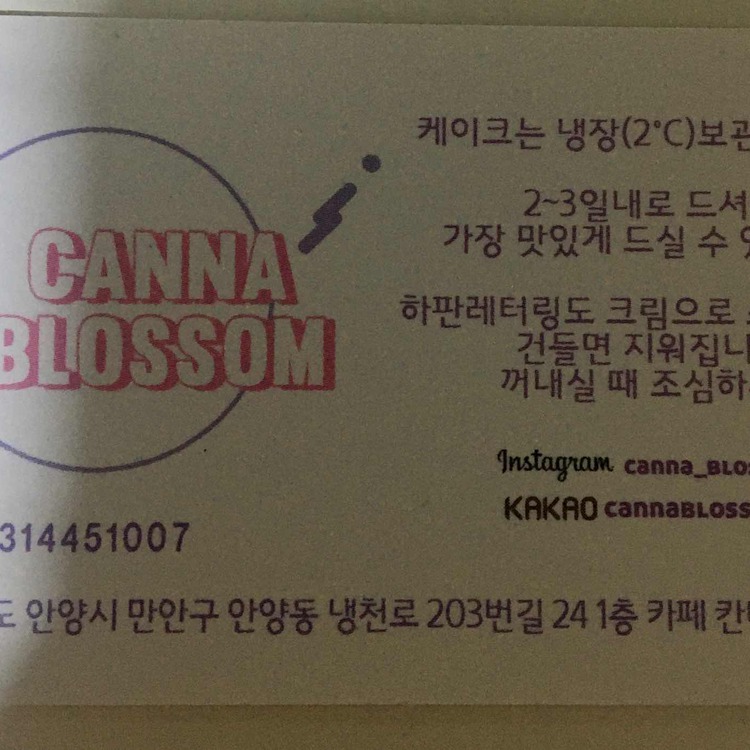 CANNA
BLOSSOM
케이크는 냉장(2°C)보관
2~3일내로 드셔
가장 맛있게 드실 수
하판레터링도 크림으로
건들면 지워집니
꺼내실 때 조심하
Instagram canna_BLO
KAKAO cannaBLOSS
314451007
도 안양시 만안구 안양동 냉천로 203번길 24 1층 카페 칸